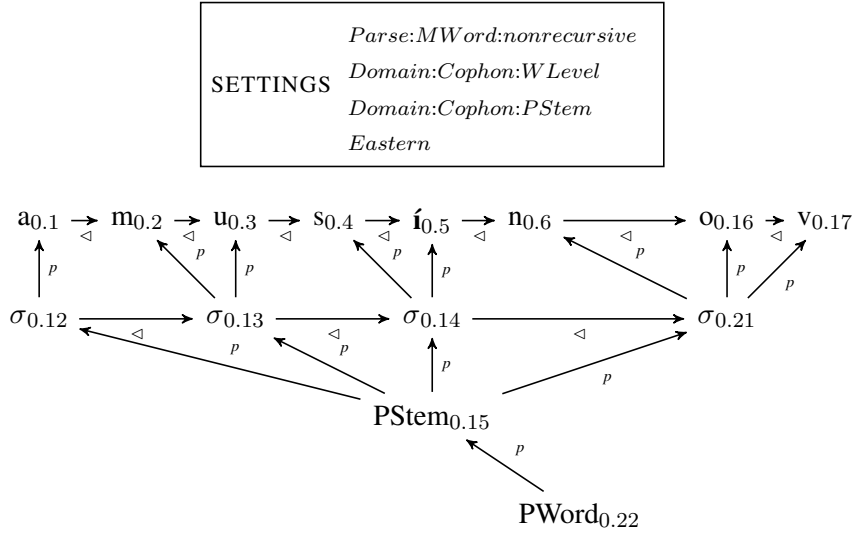 Parse:MWord:nonrecursive
SETTINGS Domain:Cophon:WLevel
Domain:Cophon:PStem
Eastern
a0.1 m0.2 u0.3 s0.4 í0.5 n0.6 o0.16 v0.17
◁ ◁ ◁ ◁ ◁ ◁ ◁
p p p p p p p p
σ0.12 σ0.13 σ0.14 σ0.21
◁ ◁ ◁
p p p p
PStem0.15
p
PWord0.22